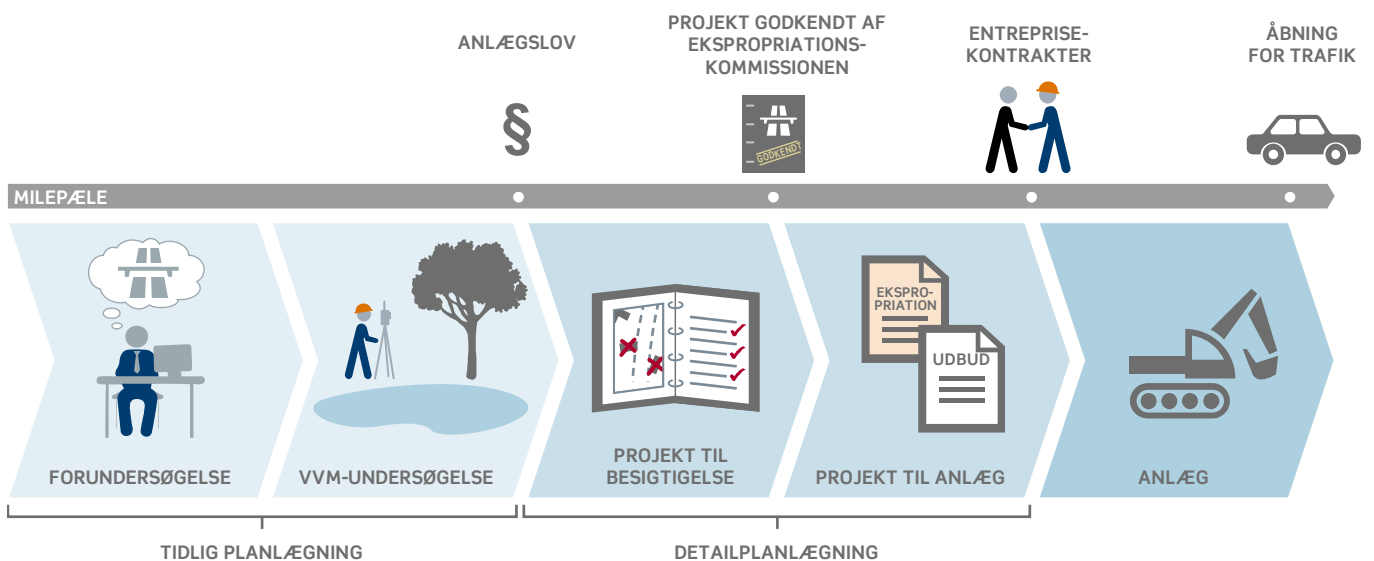 ANLÆGSLOV
PROJEKT GODKENDT AF
EKSPROPRIATIONS-
KOMMISSIONEN
ENTREPRISE-
KONTRAKTER
ÅBNING
FOR TRAFIK
§
GODKENDT
MILEPÆLE
EKSPRO-
PRIATION
UDBUD
FORUNDERSØGELSE
VVM-UNDERSØGELSE
PROJEKT TIL
BESIGTIGELSE
PROJEKT TIL ANLÆG
ANLÆG
TIDLIG PLANLÆGNING
DETAILPLANLÆGNING